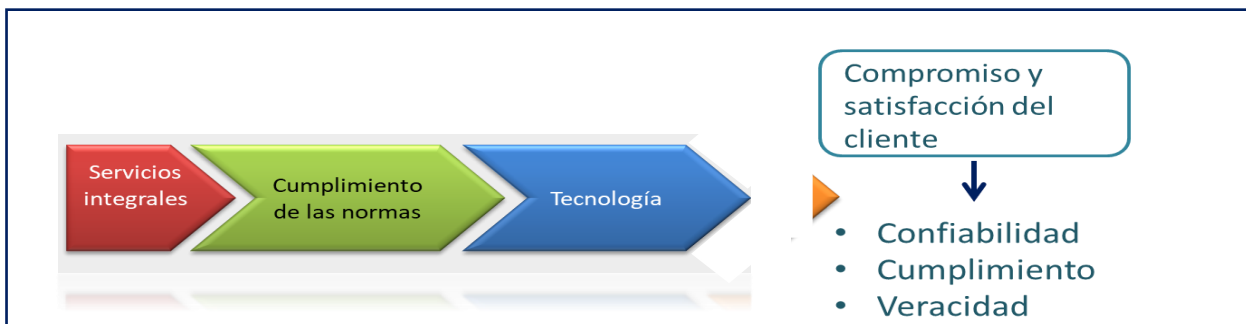 Servicios
integrales
Cumplimiento
de las normas
Tecnología
Compromiso y
satisfacción del
cliente
• Confiabilidad
• Cumplimiento
• Veracidad